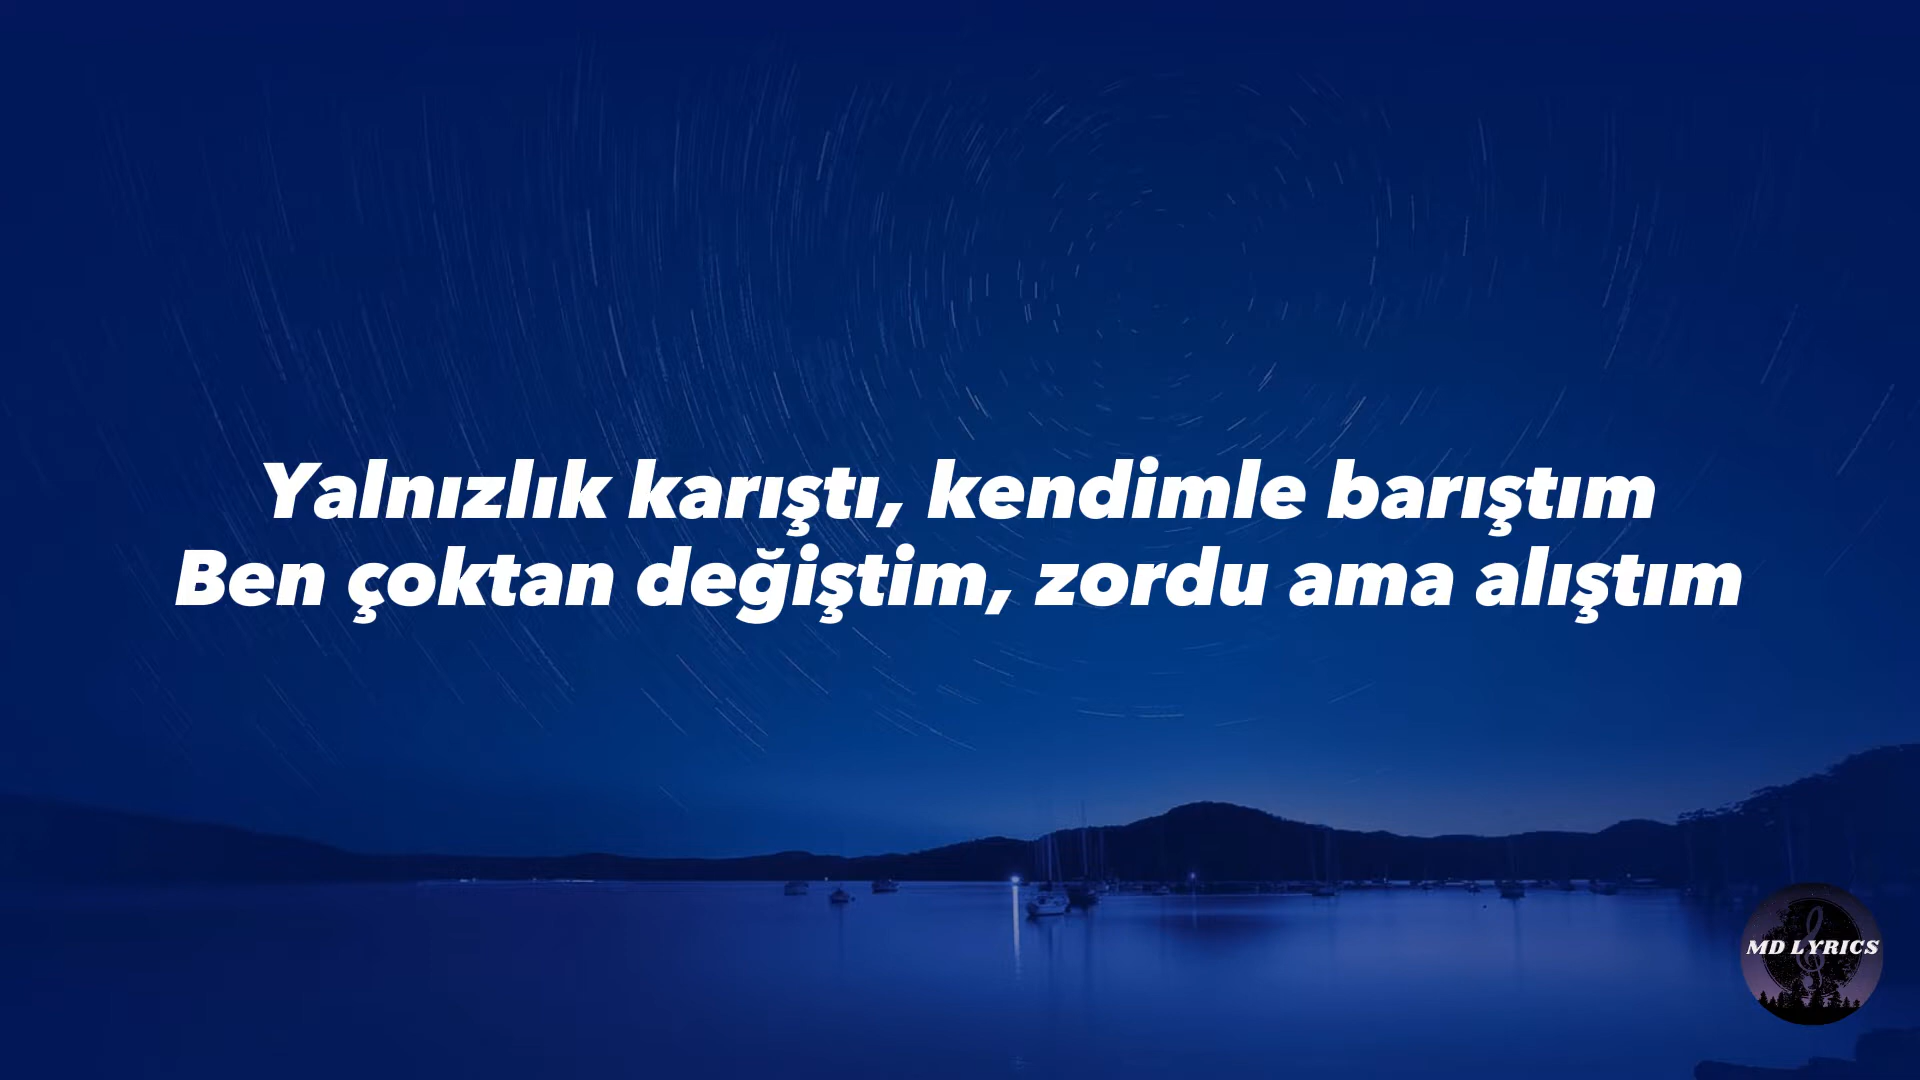 Yalnızlık karıştı, kendimle barıştım
Ben çoktan değiştim, zordu ama alıştım
MD LYRICS